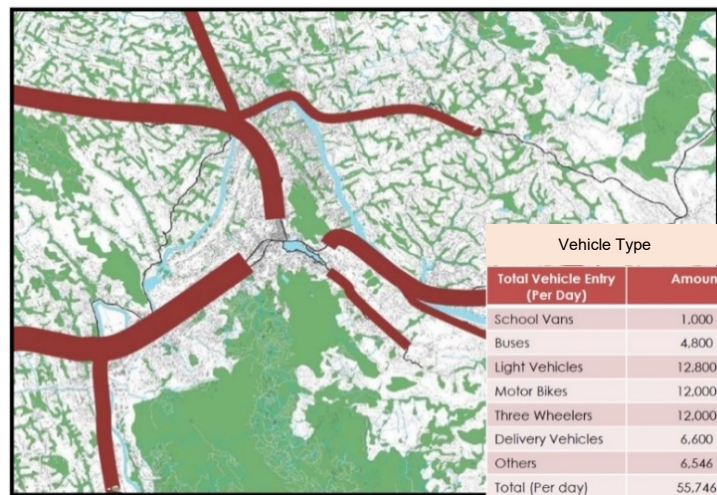 Vehicle Type
Total Vehicle Entry Amoun
(Per Day)
School Vans 1,000
Buses 4,800
Light Vehicles 12,800
Motor Bikes 12,000
Three Wheelers 12,000
Delivery Vehicles 6,600
Others 6,546
Total (Per day) 55,746